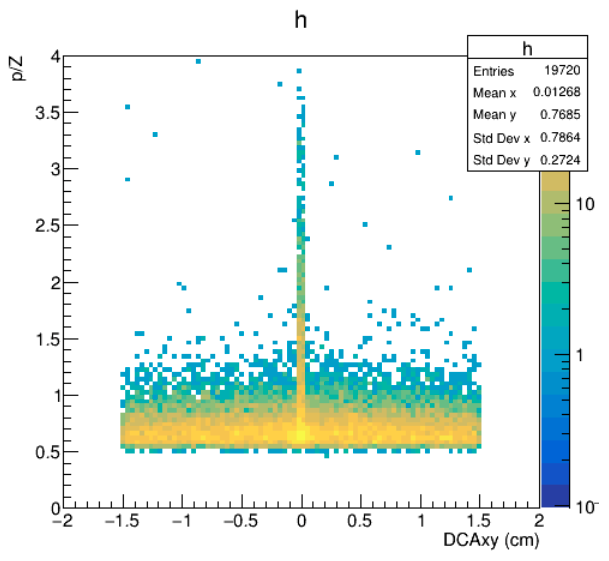 h
p/Z
h
Entries 19720
Mean x 0.01268
Mean y 0.7685
Std Dev x 0.7864
Std Dev y 0.2724
4
3.5
3
2.5
2
1.5
1
0.5
0
10
1
10⁻
−2 −1.5 −1 −0.5 0 0.5 1 1.5 2
DCAxy (cm)